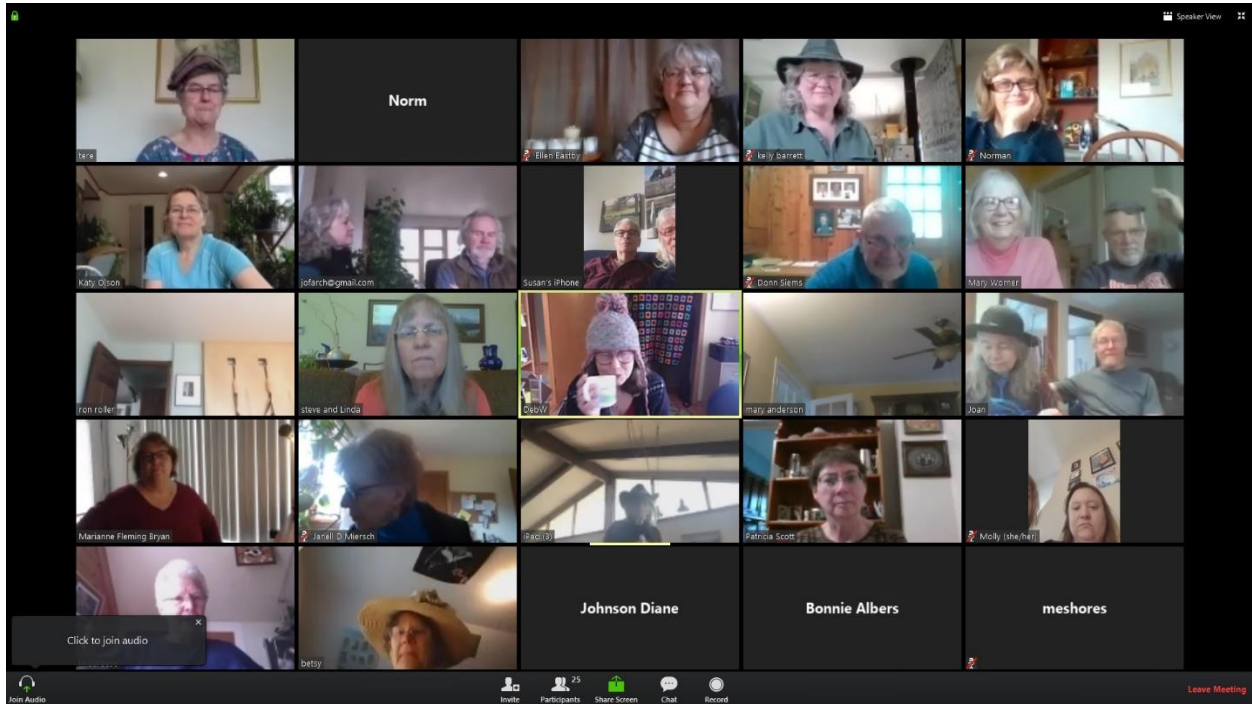 Speaker View
tere
Norm
Ellen Eastby
kelly barrett
Norman
Katy Olson
jofarch@gmail.com
Susan's iPhone
Donn Siems
Mary Worner
ron roller
steve and Linda
DebW
mary anderson
Joan
Marianne Fleming Bryan
Janell D Miersch
iPad (3)
Patricia Scott
Molly (she/her)
betsy
Johnson Diane
Bonnie Albers
meshores
Click to join audio
×
Join Audio
Invite
Participants
25
Share Screen
Chat
Record
Leave Meeting